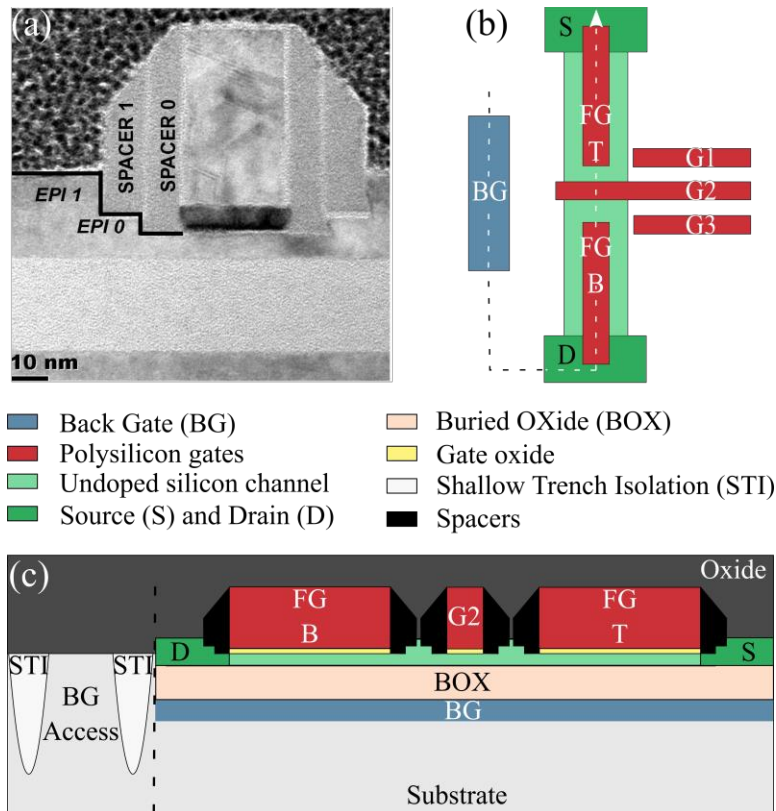 (a)
SPACER 1
SPACER 0
EPI 1
EPI 0
10 nm
(b)
S
FG
T
G1
BG
G2
G3
FG
B
D
Back Gate (BG)
Polysilicon gates
Undoped silicon channel
Source (S) and Drain (D)
Buried OXide (BOX)
Gate oxide
Shallow Trench Isolation (STI)
Spacers
(c)
Oxide
FG
B
G2
FG
T
STI
STI
D
S
BG
Access
BOX
BG
Substrate